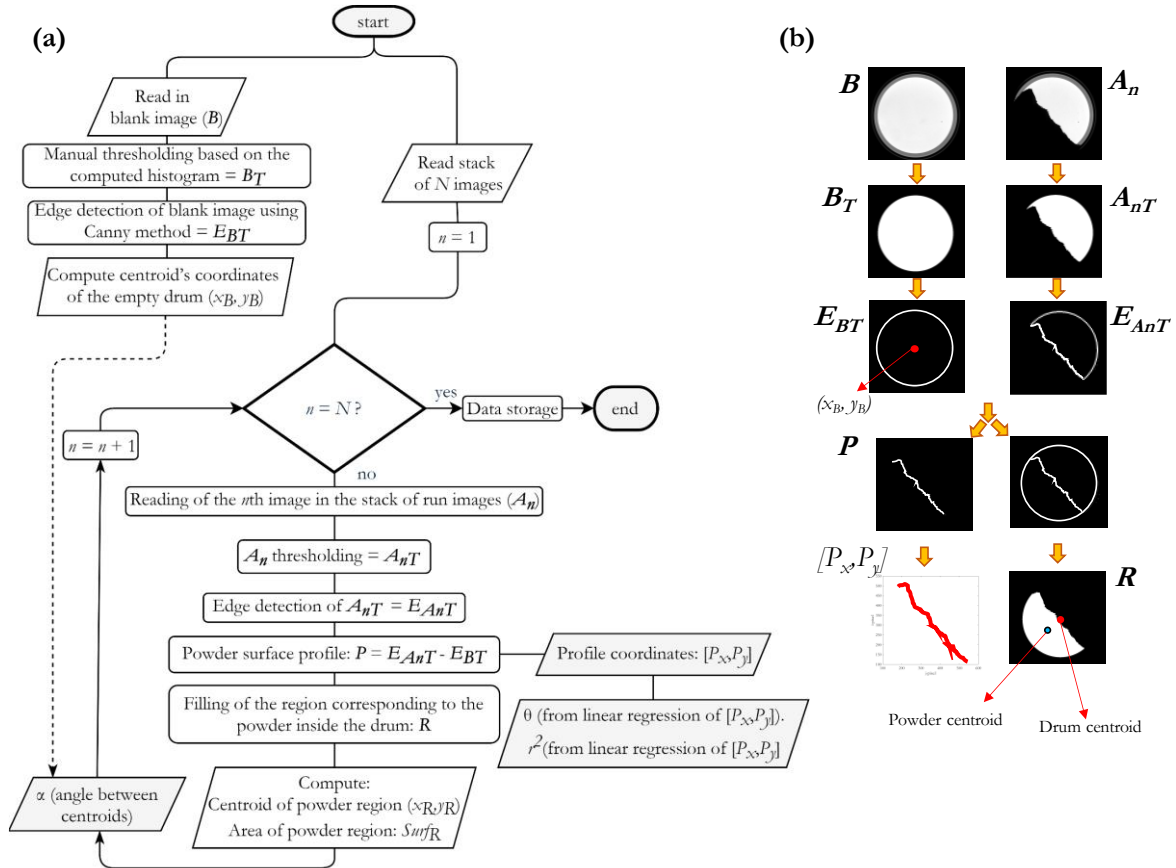 (a)
start
Read in
blank image (B)
Manual thresholding based on the
computed histogram = B_T
Edge detection of blank image using
Canny method = E_BT
Compute centroid's coordinates
of the empty drum (x_B, y_B)
Read stack
of N images
n = 1
n = N ?
yes
Data storage
end
no
n = n + 1
Reading of the nth image in the stack of run images (A_n)
A_n thresholding = A_nT
Edge detection of A_nT = E_AnT
Powder surface profile: P = E_AnT - E_BT
Profile coordinates: [P_x,P_y]
Filling of the region corresponding to the
powder inside the drum: R
θ (from linear regression of [P_x,P_y]).
r²(from linear regression of [P_x,P_y]
Compute:
Centroid of powder region (x_R,y_R)
Area of powder region: Surf_R
α (angle between
centroids)
(b)
B
A_n
B_T
A_nT
E_BT
E_AnT
(x_B, y_B)
P
[P_x,P_y]
R
Powder centroid
Drum centroid